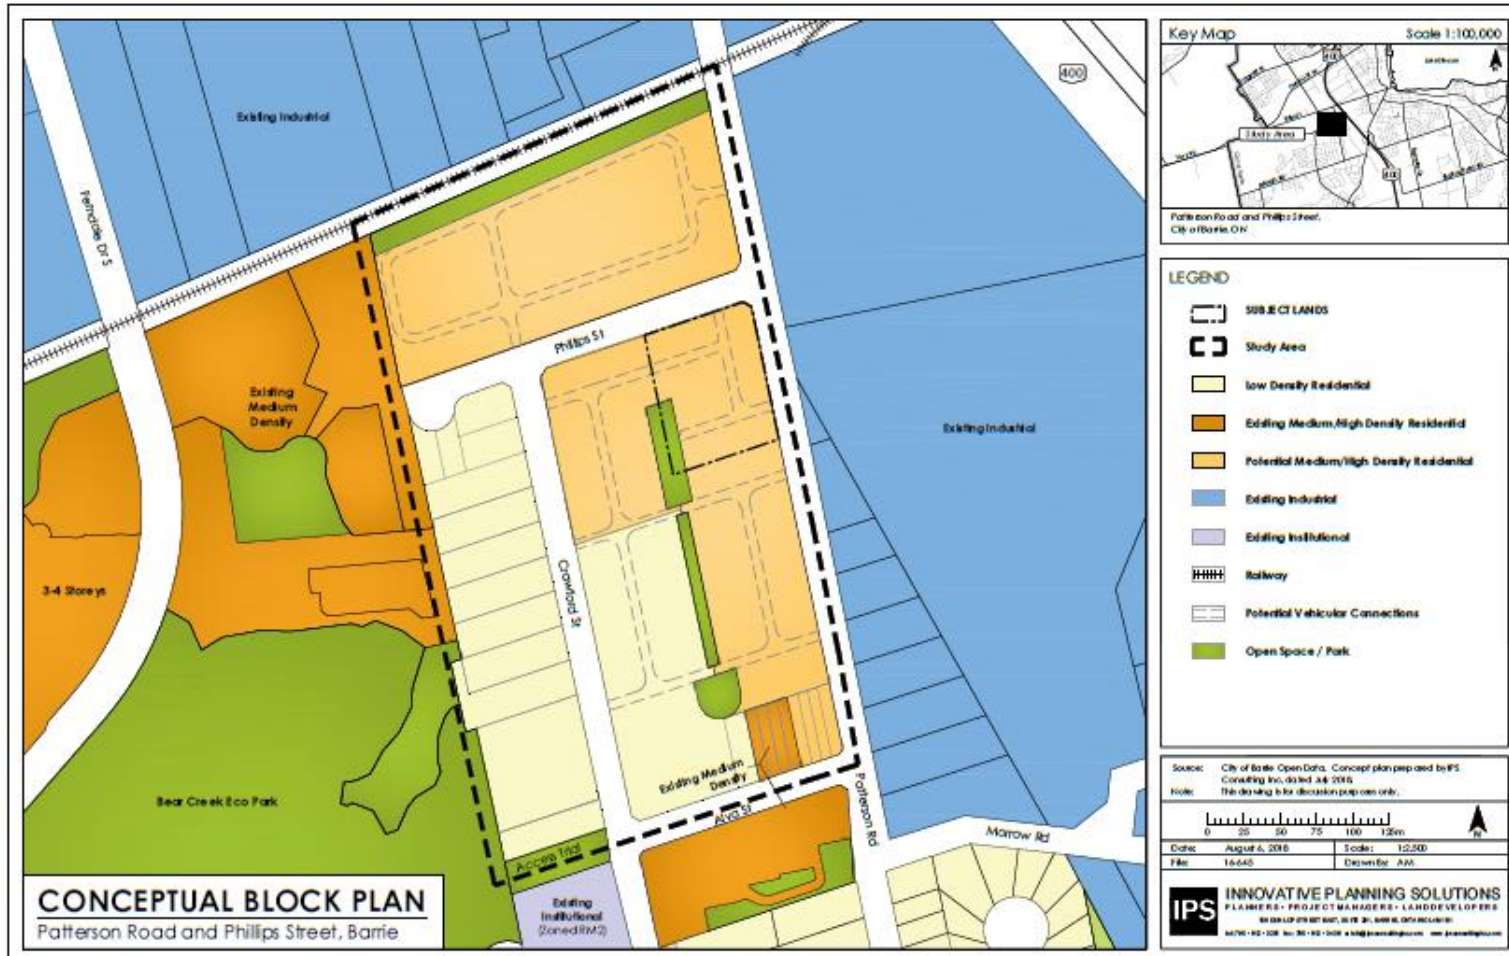 Existing Industrial
400
Ferndale Dr S
Phillips St
Existing
Medium
Density
Existing Industrial
3-4 Storeys
Crawford St
Bear Creek Eco Park
Existing Medium
Density
Alva St
Patterson Rd
Morrow Rd
Access Trial
Existing
Institutional
(Zoned RM2)
CONCEPTUAL BLOCK PLAN
Patterson Road and Phillips Street, Barrie
Key Map Scale 1:100,000
400
Study Area
400
Patterson Road and Phillips Street,
City of Barrie, ON
LEGEND
SUBJECT LANDS
Study Area
Low Density Residential
Existing Medium/High Density Residential
Potential Medium/High Density Residential
Existing Industrial
Existing Institutional
Railway
Potential Vehicular Connections
Open Space / Park
Source: City of Barrie Open Data. Concept plan prepared by IPS
Consulting Inc. dated July 2018.
Note: This drawing is for discussion purposes only.
0 25 50 75 100 125m
N
Date: August 6, 2018 Scale: 1:2,500
File: 16-645 Drawn By: AM
IPS INNOVATIVE PLANNING SOLUTIONS
PLANNERS • PROJECT MANAGERS • LAND DEVELOPERS